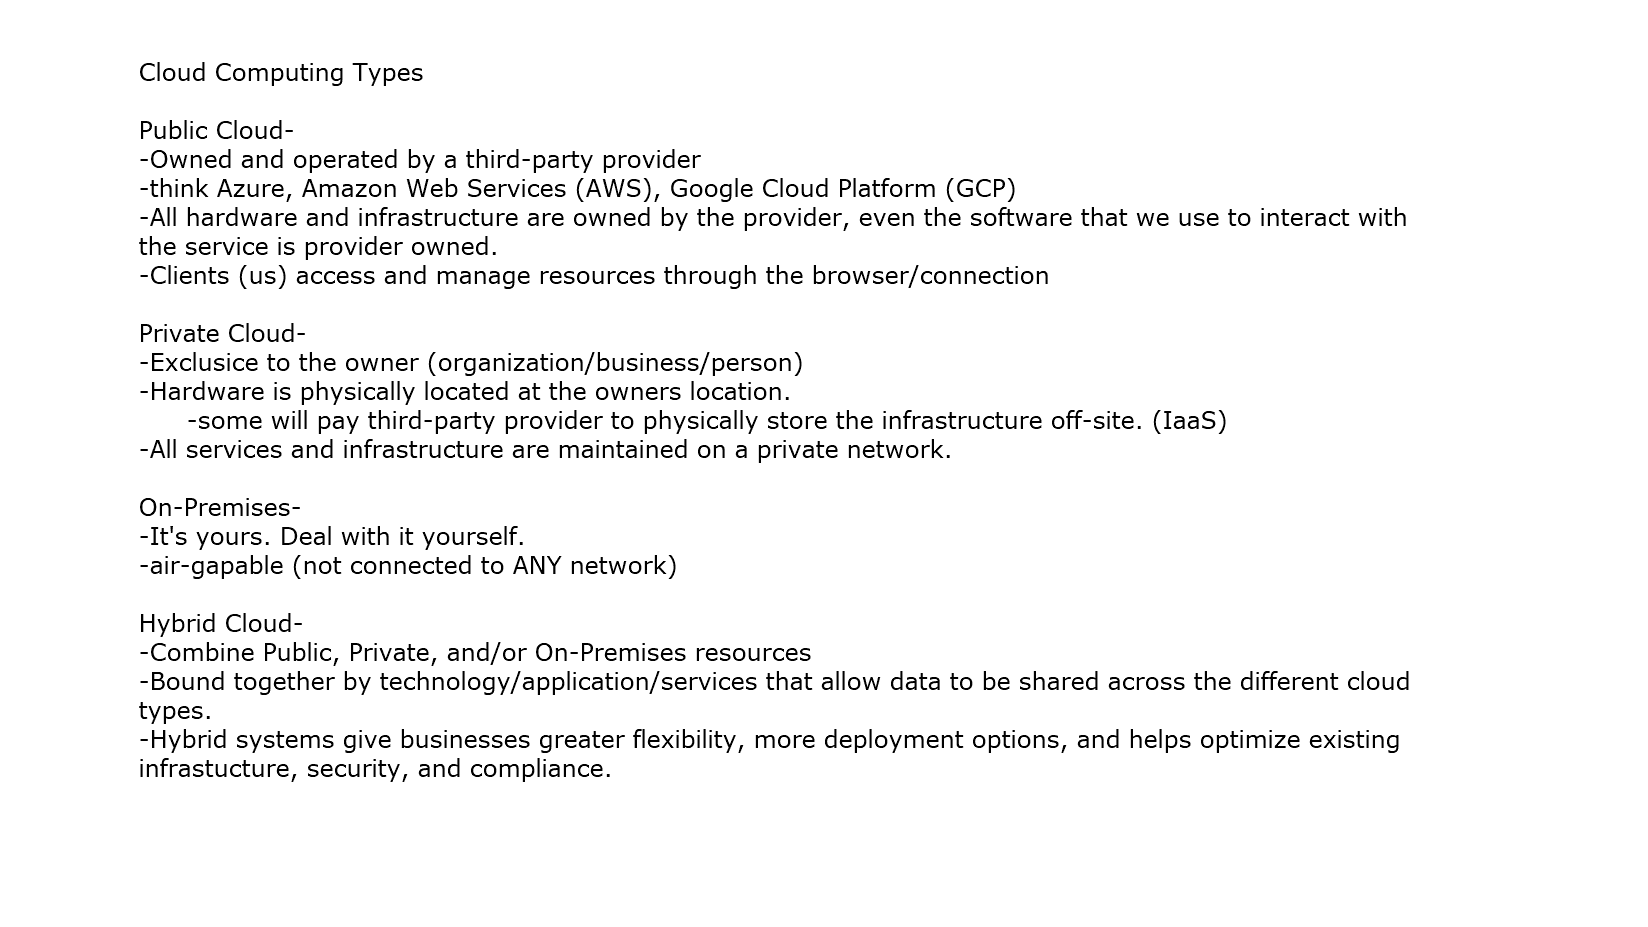 Cloud Computing Types
Public Cloud-
-Owned and operated by a third-party provider
-think Azure, Amazon Web Services (AWS), Google Cloud Platform (GCP)
-All hardware and infrastructure are owned by the provider, even the software that we use to interact with
the service is provider owned.
-Clients (us) access and manage resources through the browser/connection
Private Cloud-
-Exclusice to the owner (organization/business/person)
-Hardware is physically located at the owners location.
-some will pay third-party provider to physically store the infrastructure off-site. (IaaS)
-All services and infrastructure are maintained on a private network.
On-Premises-
-It's yours. Deal with it yourself.
-air-gapable (not connected to ANY network)
Hybrid Cloud-
-Combine Public, Private, and/or On-Premises resources
-Bound together by technology/application/services that allow data to be shared across the different cloud
types.
-Hybrid systems give businesses greater flexibility, more deployment options, and helps optimize existing
infrastucture, security, and compliance.